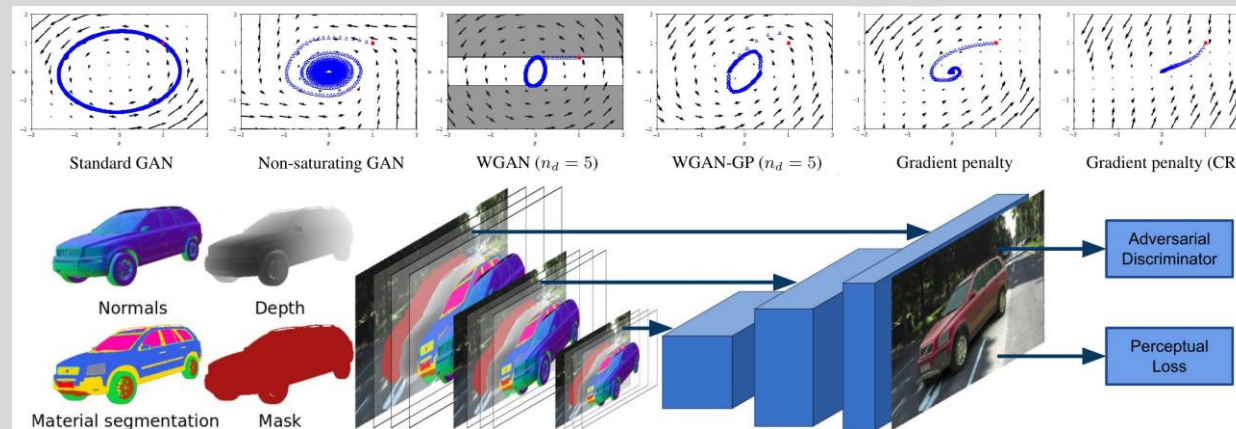 Standard GAN
Non-saturating GAN
WGAN (n_d = 5)
WGAN-GP (n_d = 5)
Gradient penalty
Gradient penalty (CR
Normals
Depth
Material segmentation
Mask
Adversarial
Discriminator
Perceptual
Loss